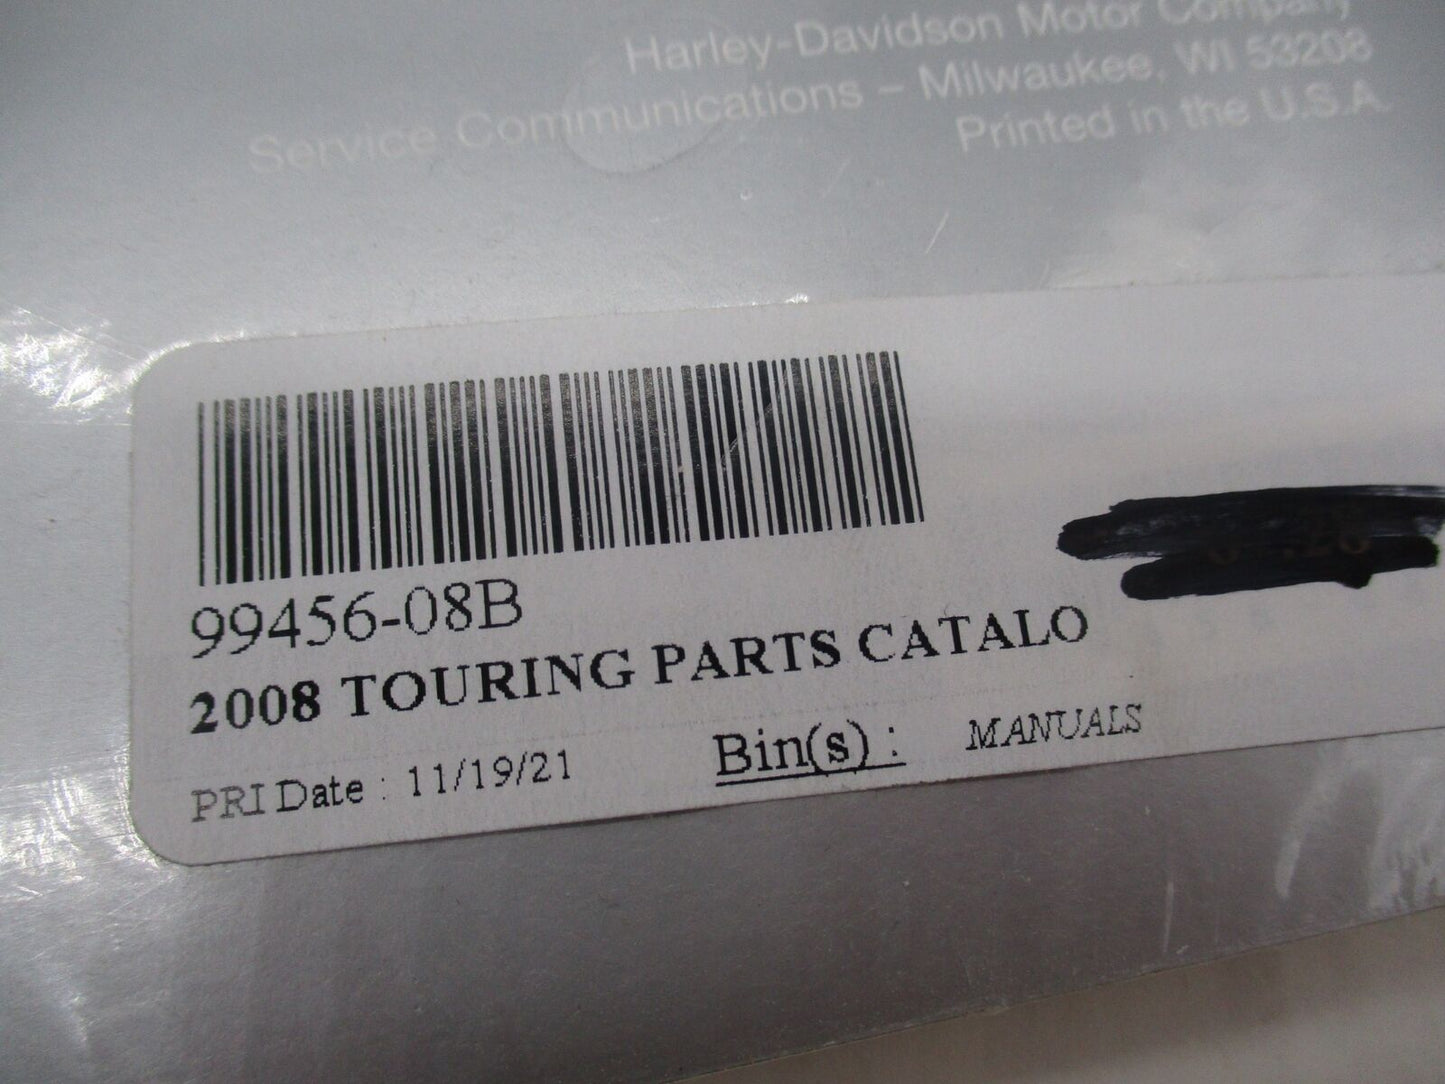 Harley-Davidson Motor Company
Service Communications – Milwaukee, WI 53208
Printed in the U.S.A.
99456-08B
2008 TOURING PARTS CATALO
PRI Date : 11/19/21 Bin(s) : MANUALS